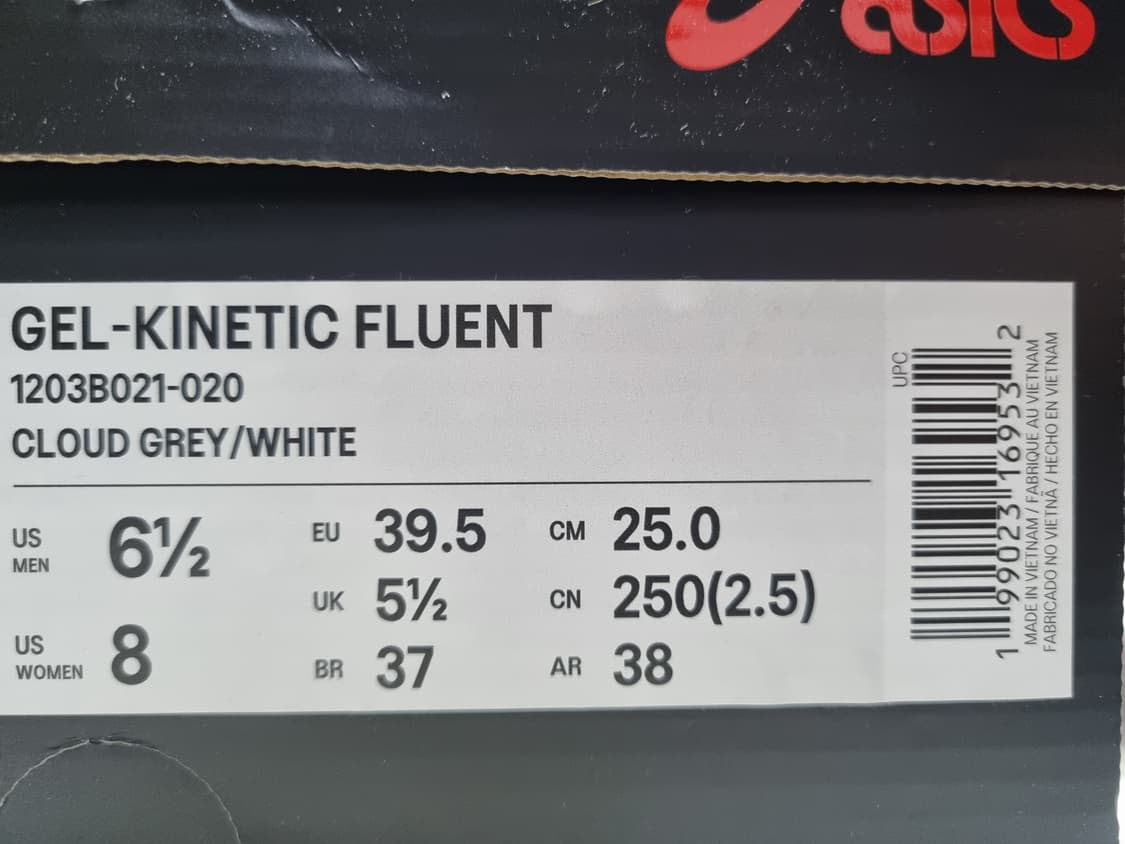 asics
GEL-KINETIC FLUENT
1203B021-020
CLOUD GREY/WHITE
US MEN 6½
EU 39.5
CM 25.0
UK 5½
CN 250(2.5)
US WOMEN 8
BR 37
AR 38
UPC
1 99023 16953 2
MADE IN VIETNAM / FABRIQUE AU VIETNAM
FABRICADO NO VIETNÃ / HECHO EN VIETNAM